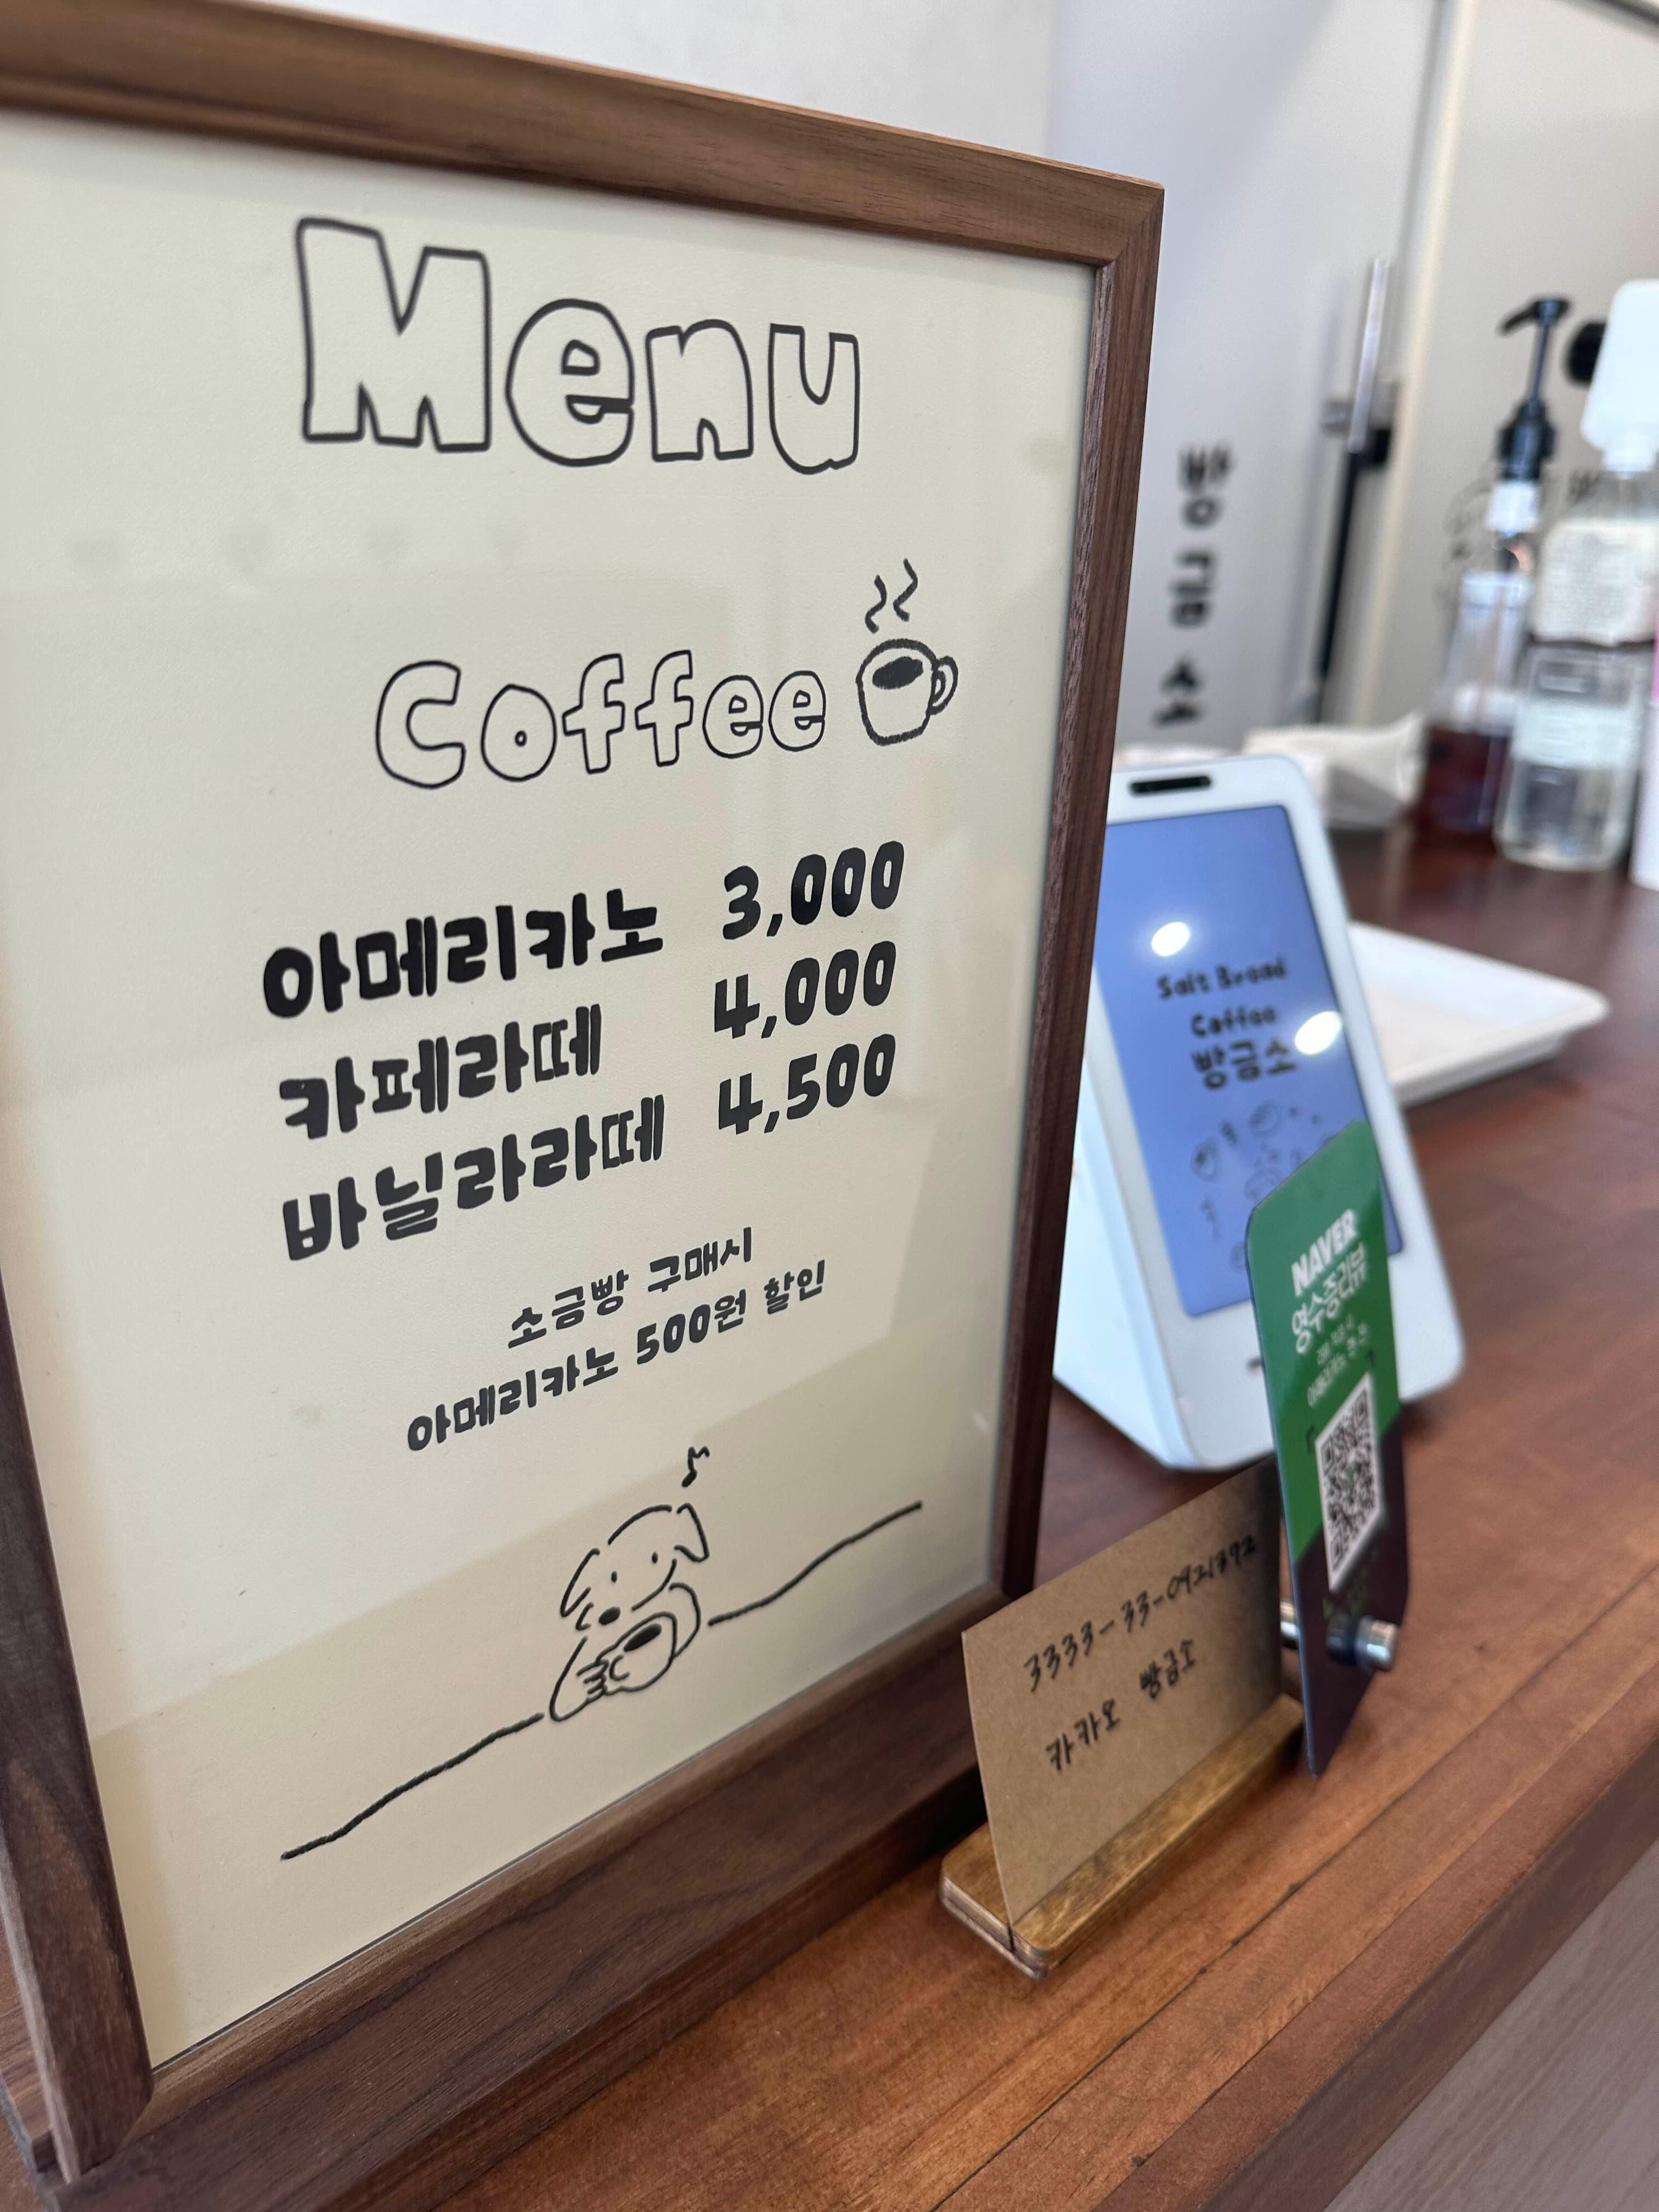 Menu
Coffee
아메리카노 3,000
카페라떼 4,000
바닐라라떼 4,500
소금빵 구매시
아메리카노 500원 할인
빵금소
Salt Bread
Coffee
빵금소
NAVER
영수증리뷰
3333-33-0921392
카카오 빵금소